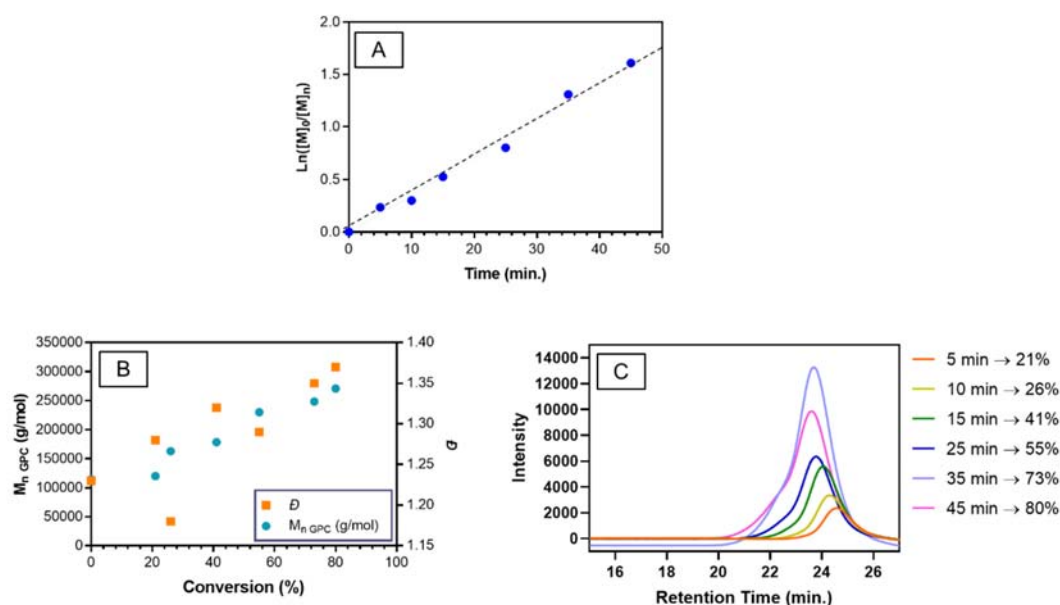 A
2.0
1.5
1.0
0.5
0.0
Ln([M]₀/[M]ₙ)
0 10 20 30 40 50
Time (min.)
B
350000
300000
250000
200000
150000
100000
50000
0
Mₙ GPC (g/mol)
1.40
1.35
1.30
1.25
1.20
1.15
Đ
Đ
Mₙ GPC (g/mol)
0 20 40 60 80 100
Conversion (%)
C
14000
12000
10000
8000
6000
4000
2000
0
Intensity
16 18 20 22 24 26
Retention Time (min.)
5 min → 21%
10 min → 26%
15 min → 41%
25 min → 55%
35 min → 73%
45 min → 80%